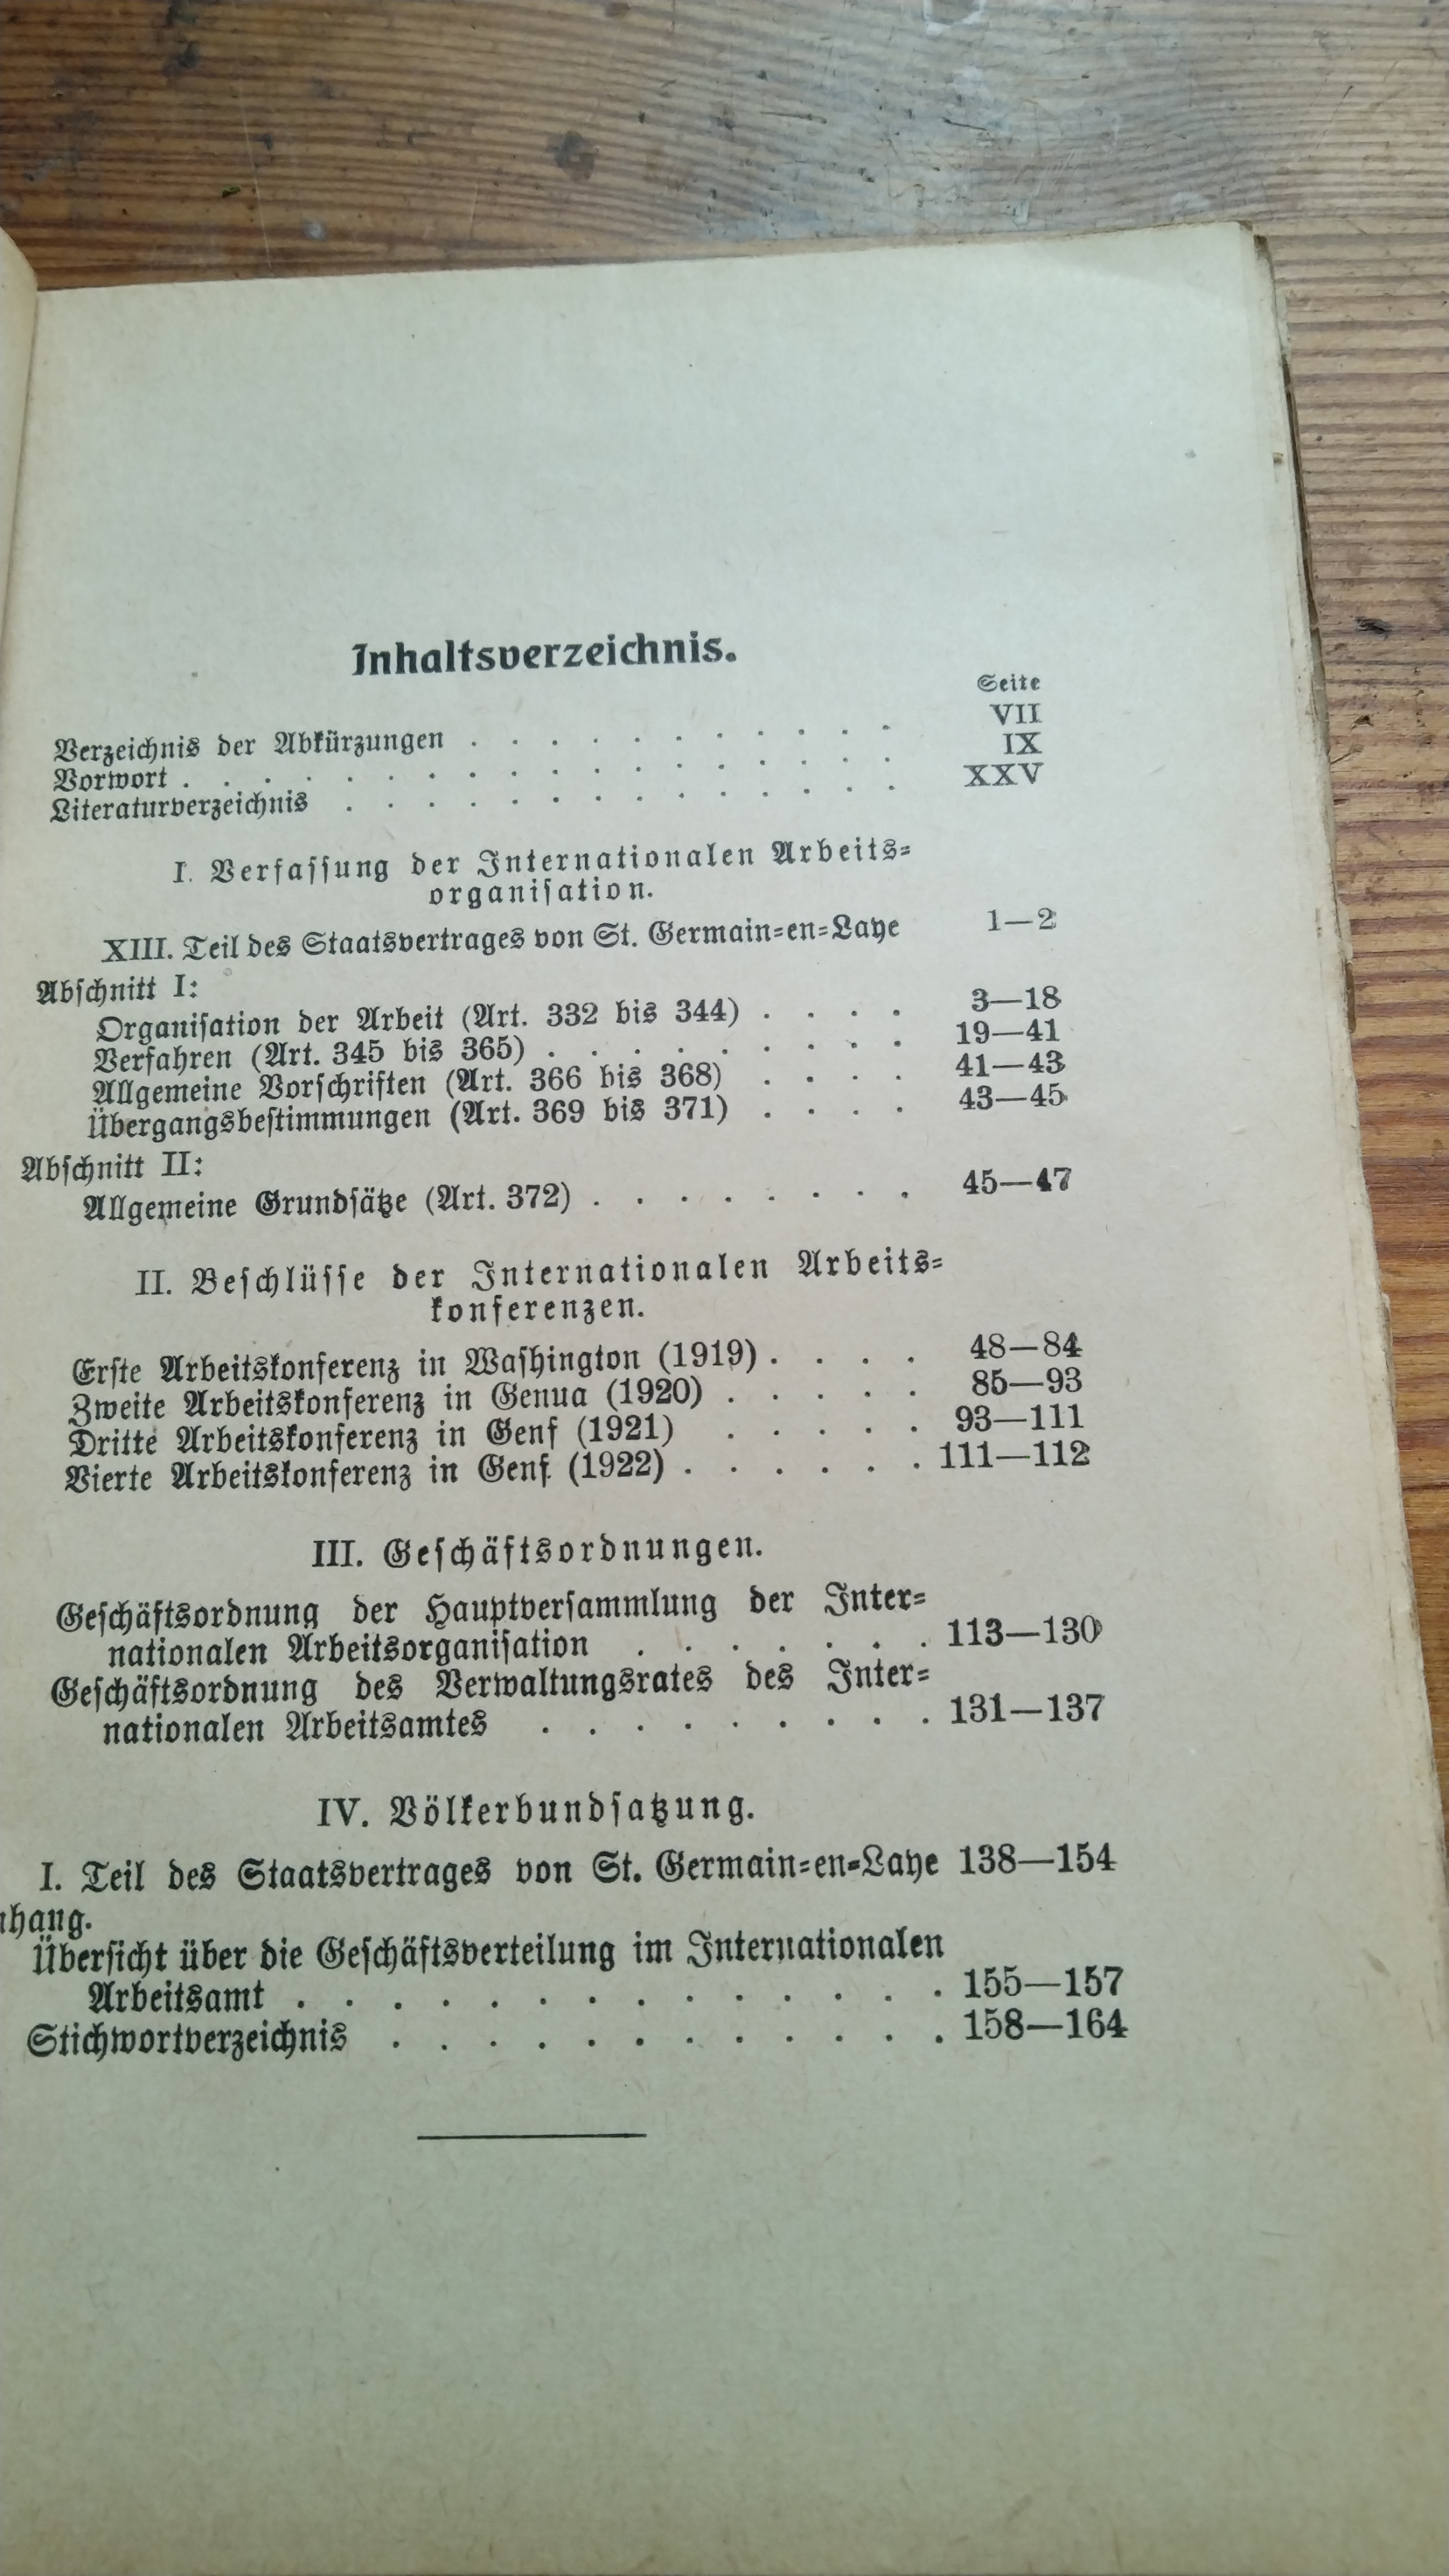 Inhaltsverzeichnis.
Seite
Verzeichnis der Abkürzungen . . . . . . . . . . . VII
Vorwort . . . . . . . . . . . . . . . . . . IX
Literaturverzeichnis . . . . . . . . . . . . . . XXV
I. Verfassung der Internationalen Arbeits=
organisation.
XIII. Teil des Staatsvertrages von St. Germain=en=Laye 1—2
Abschnitt I:
Organisation der Arbeit (Art. 332 bis 344) . . . . 3—18
Verfahren (Art. 345 bis 365) . . . . . . . . . 19—41
Allgemeine Vorschriften (Art. 366 bis 368) . . . . 41—43
Übergangsbestimmungen (Art. 369 bis 371) . . . . 43—45
Abschnitt II:
Allgemeine Grundsätze (Art. 372) . . . . . . . . 45—47
II. Beschlüsse der Internationalen Arbeits=
konferenzen.
Erste Arbeitskonferenz in Washington (1919) . . . . 48—84
Zweite Arbeitskonferenz in Genua (1920) . . . . . 85—93
Dritte Arbeitskonferenz in Genf (1921) . . . . . 93—111
Vierte Arbeitskonferenz in Genf (1922) . . . . . . 111—112
III. Geschäftsordnungen.
Geschäftsordnung der Hauptversammlung der Inter=
nationalen Arbeitsorganisation . . . . . . . 113—130
Geschäftsordnung des Verwaltungsrates des Inter=
nationalen Arbeitsamtes . . . . . . . . . 131—137
IV. Völkerbundsatzung.
I. Teil des Staatsvertrages von St. Germain=en=Laye 138—154
nhang.
Übersicht über die Geschäftsverteilung im Internationalen
Arbeitsamt . . . . . . . . . . . . . . 155—157
Stichwortverzeichnis . . . . . . . . . . . . 158—164